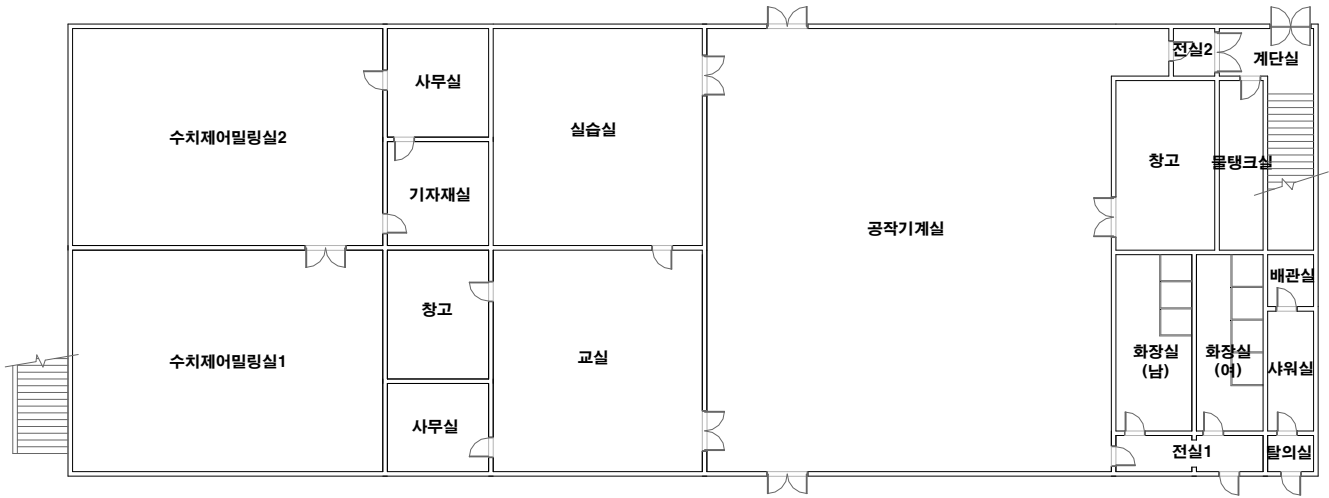 전실2
계단실
사무실
수치제어밀링실2
실습실
창고
물탱크실
기자재실
공작기계실
배관실
창고
수치제어밀링실1
교실
화장실
(남)
화장실
(여)
샤워실
사무실
전실1
탈의실